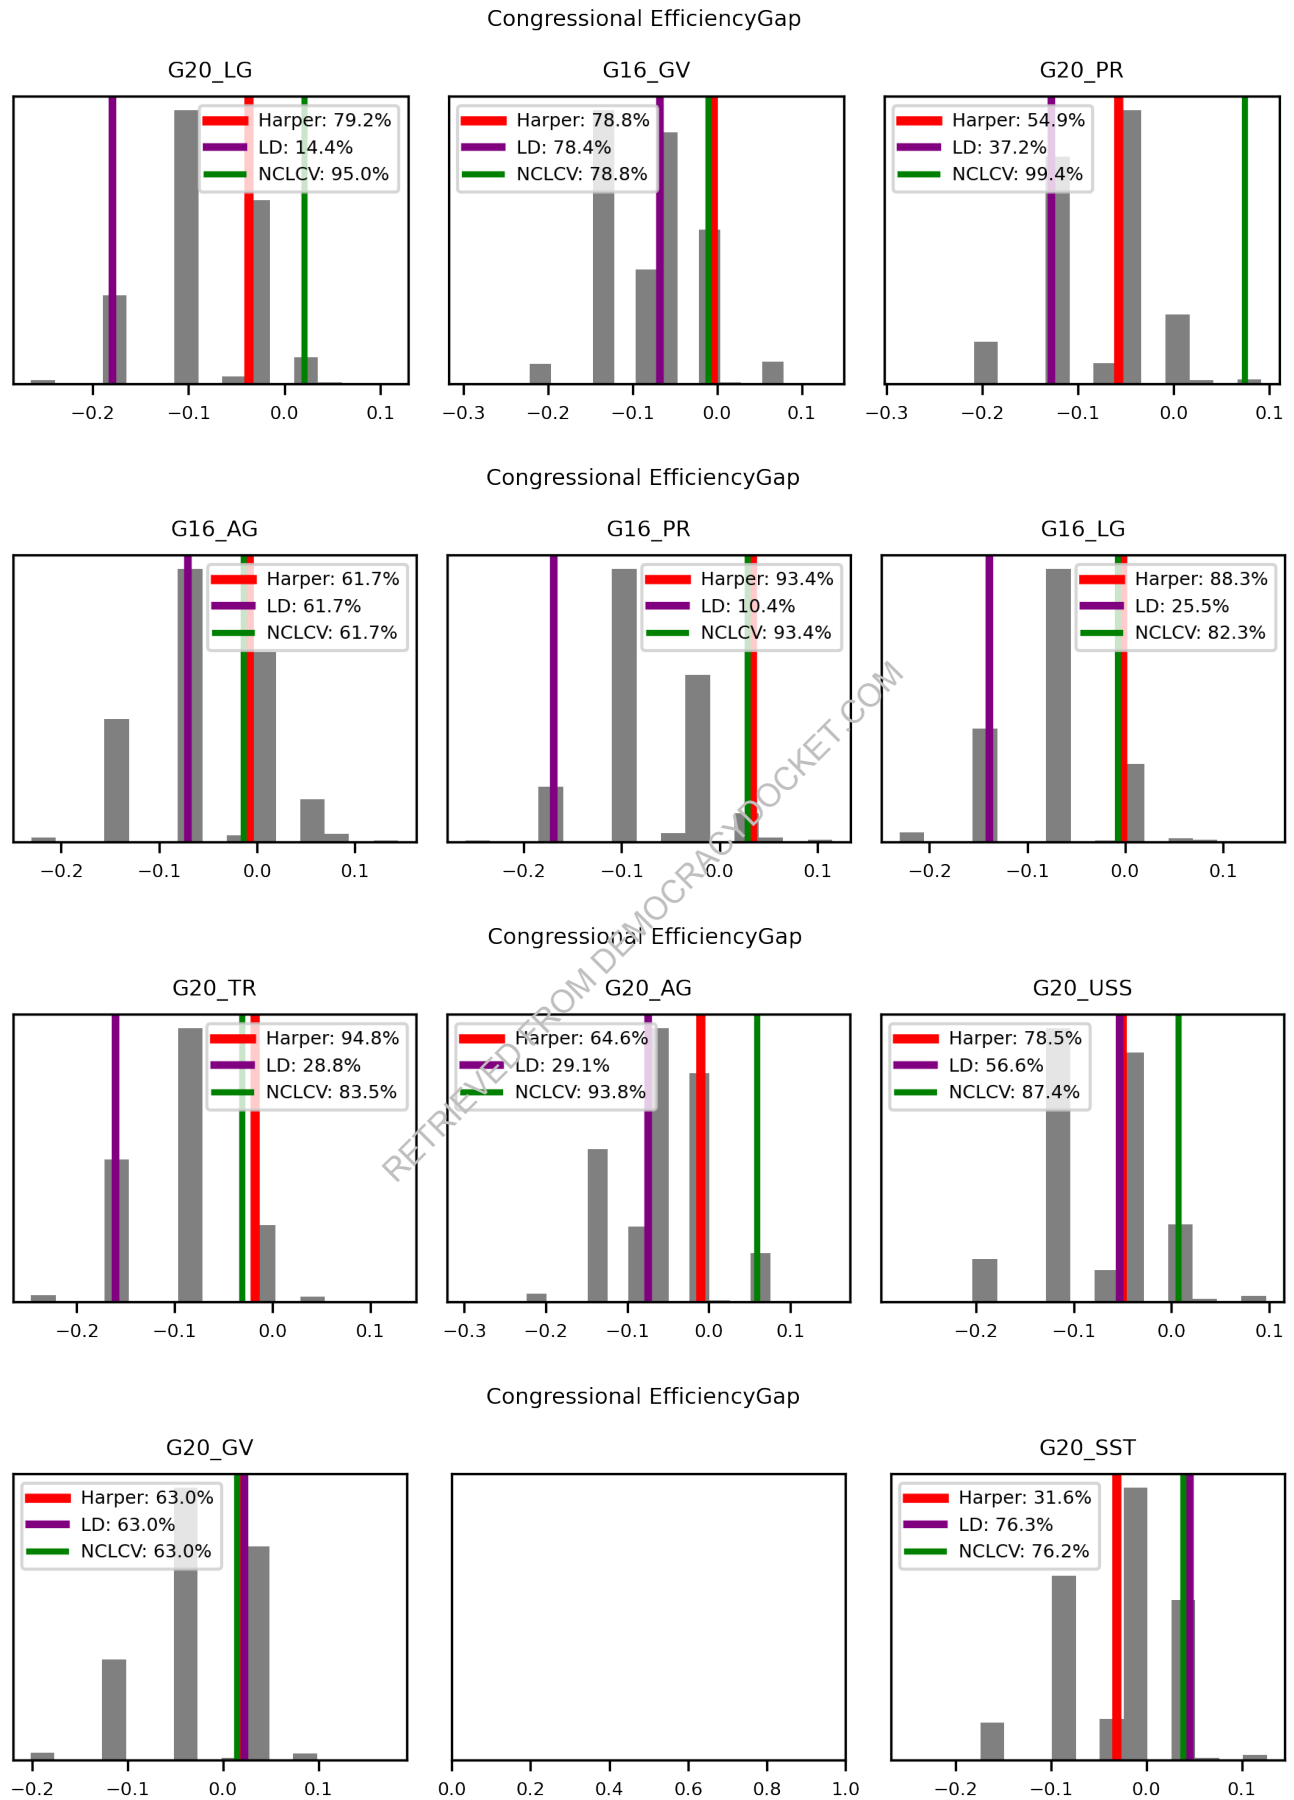 Congressional EfficiencyGap
G20_LG
G16_GV
G20_PR
Harper: 79.2%
LD: 14.4%
NCLCV: 95.0%
Harper: 78.8%
LD: 78.4%
NCLCV: 78.8%
Harper: 54.9%
LD: 37.2%
NCLCV: 99.4%
−0.2 −0.1 0.0 0.1
−0.3 −0.2 −0.1 0.0 0.1
−0.3 −0.2 −0.1 0.0 0.1
Congressional EfficiencyGap
G16_AG
G16_PR
G16_LG
Harper: 61.7%
LD: 61.7%
NCLCV: 61.7%
Harper: 93.4%
LD: 10.4%
NCLCV: 93.4%
Harper: 88.3%
LD: 25.5%
NCLCV: 82.3%
−0.2 −0.1 0.0 0.1
−0.2 −0.1 0.0 0.1
−0.2 −0.1 0.0 0.1
RETRIEVED FROM DEMOCRACYDOCKET.COM
Congressional EfficiencyGap
G20_TR
G20_AG
G20_USS
Harper: 94.8%
LD: 28.8%
NCLCV: 83.5%
Harper: 64.6%
LD: 29.1%
NCLCV: 93.8%
Harper: 78.5%
LD: 56.6%
NCLCV: 87.4%
−0.2 −0.1 0.0 0.1
−0.3 −0.2 −0.1 0.0 0.1
−0.2 −0.1 0.0 0.1
Congressional EfficiencyGap
G20_GV
G20_SST
Harper: 63.0%
LD: 63.0%
NCLCV: 63.0%
Harper: 31.6%
LD: 76.3%
NCLCV: 76.2%
−0.2 −0.1 0.0 0.1
0.0 0.2 0.4 0.6 0.8 1.0
−0.2 −0.1 0.0 0.1